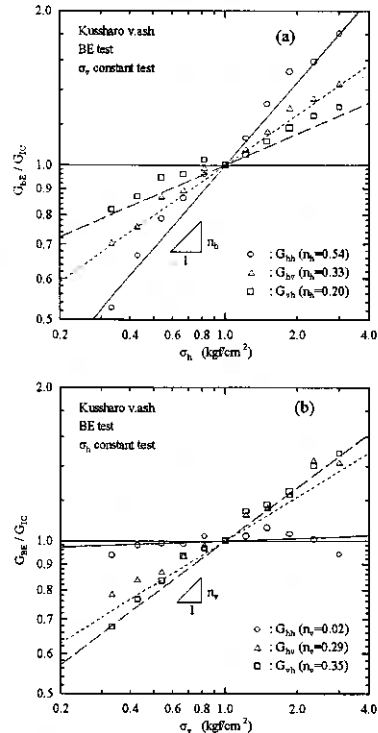 2.0
Kussharo v.ash
(a)
BE test
σv constant test
GBE / GIC
1.0
0.9
0.8
0.7
0.6
0.5
nh
1
○ : Ghh (nh=0.54)
△ : Ghv (nh=0.33)
□ : Gvh (nh=0.20)
0.2
0.4
0.6
0.8
1.0
2.0
4.0
σh (kgf/cm²)
2.0
Kussharo v.ash
(b)
BE test
σh constant test
GBE / GIC
1.0
0.9
0.8
0.7
0.6
0.5
nv
1
○ : Ghh (nv=0.02)
△ : Ghv (nv=0.29)
□ : Gvh (nv=0.35)
0.2
0.4
0.6
0.8
1.0
2.0
4.0
σv (kgf/cm²)